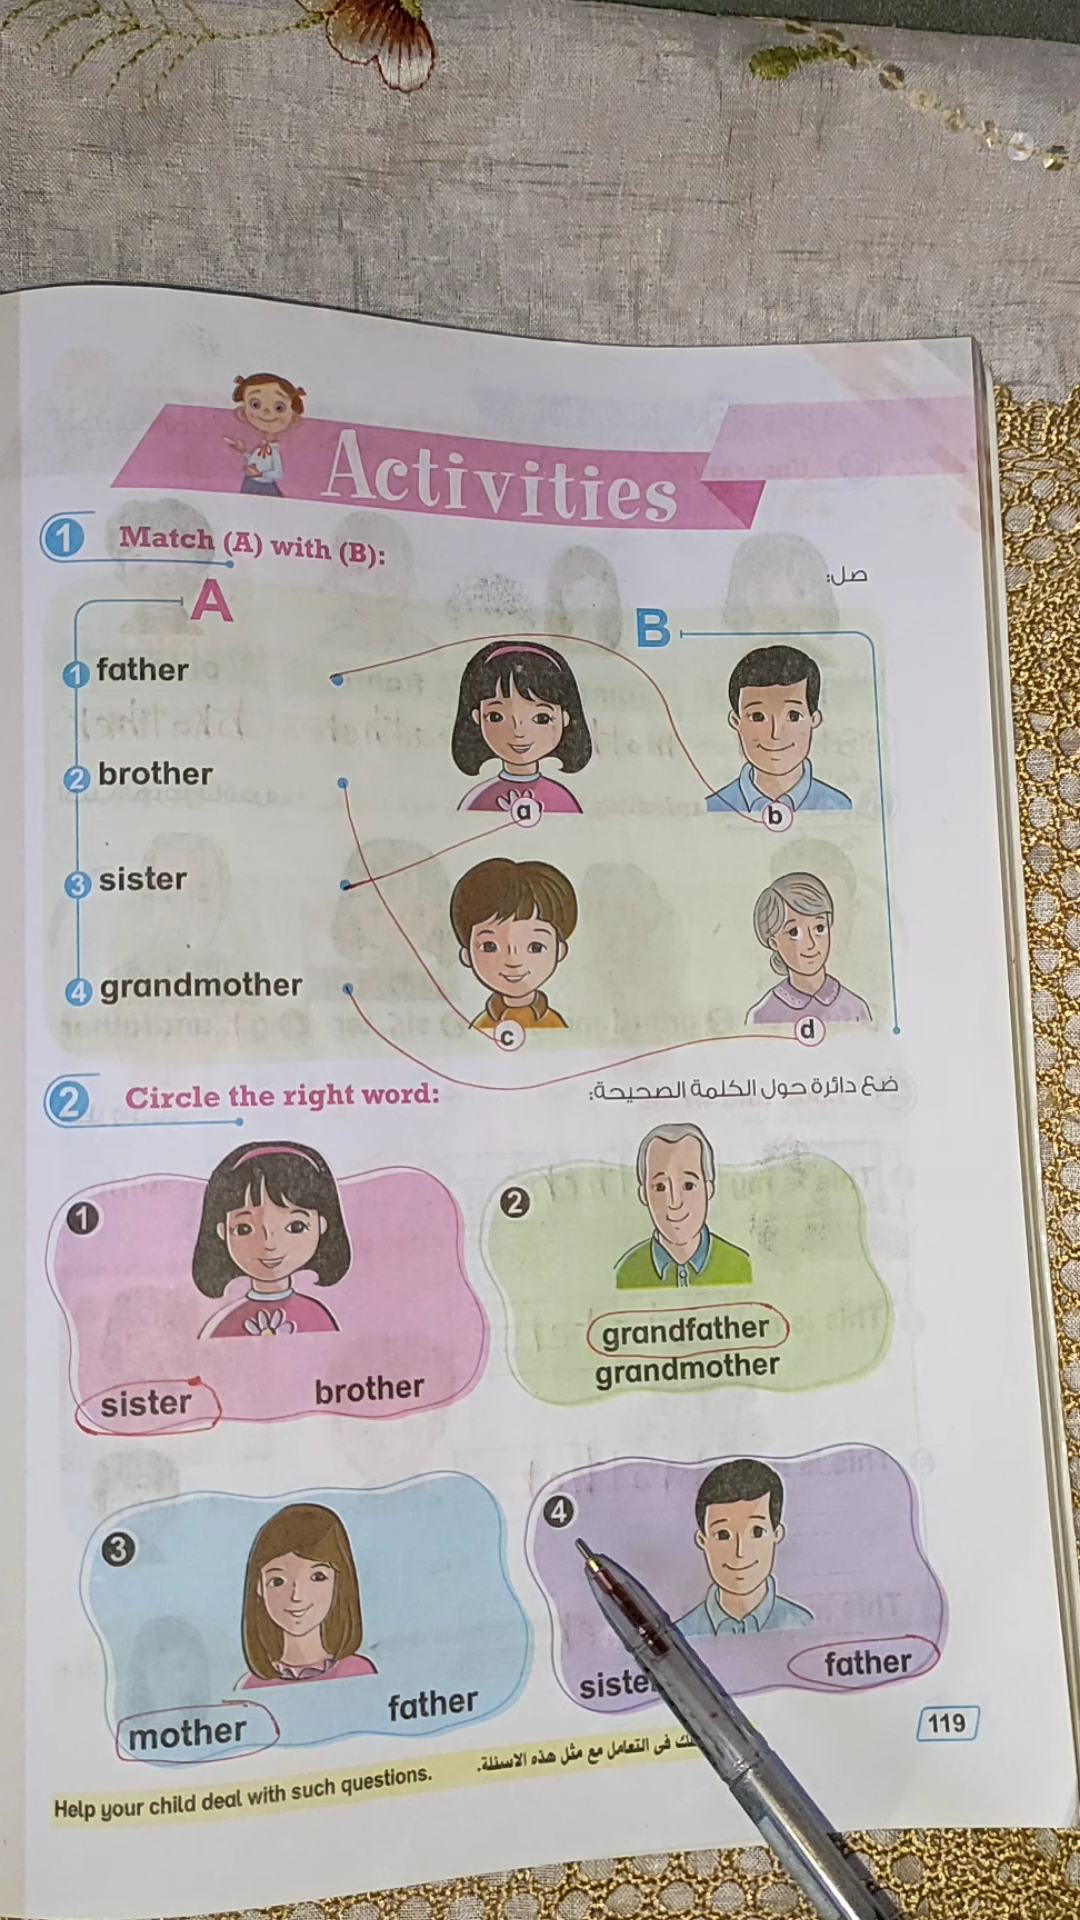 Activities
1 Match (A) with (B):
صل:
A
B
1 father
2 brother
3 sister
4 grandmother
a
b
c
d
2 Circle the right word:
ضع دائرة حول الكلمة الصحيحة:
1
sister brother
2
grandfather
grandmother
3
mother father
4
father
119
Help your child deal with such questions.
فى التعامل مع مثل هذه الاسئلة.